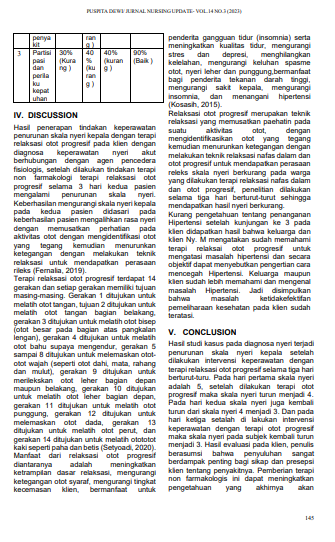 PUSPITA DEWI/ JURNAL NURSING UPDATE- VOL.14 NO.3 (2023)
penya ran
kit g )
3 Partisi 30% 40 40% 90%
pasi (Kura % (kuran (Baik )
dan ng ) (ku g )
perila ran
ku g )
kepat
uhan
IV. DISCUSSION
Hasil penerapan tindakan keperawatan
penurunan skala nyeri kepala dengan terapi
relaksasi otot progresif pada klien dengan
diagnosa keperawatan nyeri akut
berhubungan dengan agen pencedera
fisiologis, setelah dilakukan tindakan terapi
non farmakologi terapi relaksasi otot
progresif selama 3 hari kedua pasien
mengalami penurunan skala nyeri.
Keberhasilan mengurangi skala nyeri kepala
pada kedua pasien didasari pada
keberhasilan pasien mengalihkan rasa nyeri
dengan memusatkan perhatian pada
aktivitas otot dengan mengidentifikasi otot
yang tegang kemudian menurunkan
ketegangan dengan melakukan teknik
relaksasi untuk mendapatkan perasaan
rileks (Fernalia, 2019).
Terapi relaksasi otot progresif terdapat 14
gerakan dan setiap gerakan memiliki tujuan
masing-masing. Gerakan 1 ditujukan untuk
melatih otot tangan, tujuan 2 ditujukan untuk
melatih otot tangan bagian belakang,
gerakan 3 ditujukan untuk melatih otot bisep
(otot besar pada bagian atas pangkalan
lengan), gerakan 4 ditujukan untuk melatih
otot bahu supaya mengendur, gerakan 5
sampai 8 ditujukan untuk melemaskan otot-
otot wajah (seperti otot dahi, mata, rahang
dan mulut), gerakan 9 ditujukan untuk
merilekskan otot leher bagian depan
maupun belakang, gerakan 10 ditujukan
untuk melatih otot leher bagian depan,
gerakan 11 ditujukan untuk melatih otot
punggung, gerakan 12 ditujukan untuk
melemaskan otot dada, gerakan 13
ditujukan untuk melatih otot perut, dan
gerakan 14 ditujukan untuk melatih otototot
kaki seperti paha dan betis (Setyoadi, 2020).
Manfaat dari relaksasi otot progresif
diantaranya adalah meningkatkan
ketrampilan dasar relaksasi, mengurangi
ketegangan otot syaraf, mengurangi tingkat
kecemasan klien, bermanfaat untuk
penderita gangguan tidur (insomnia) serta
meningkatkan kualitas tidur, mengurangi
stres dan depresi, menghilangkan
kelelahan, mengurangi keluhan spasme
otot, nyeri leher dan punggung,bermanfaat
bagi penderita tekanan darah tinggi,
mengurangi sakit kepala, mengurangi
insomnia, dan menangani hipertensi
(Kosasih, 2015).
Relaksasi otot progresif merupakan teknik
relaksasi yang memusatkan paehatin pada
suatu aktivitas otot, dengan
mengidentifikasikan otot yang tegang
kemudian menurunkan ketegangan dengan
melakukan teknik relaksasi nafas dalam dan
otot progresif untuk mendapatkan perasaan
releks skala nyeri berkurang pada warga
yang dilakukan terapi relaksasi nafas dalam
dan otot progresif, penelitian dilakukan
selama tiga hari berturut-turut sehingga
mendapatkan hasil nyeri berkurang.
Kurang pengetahuan tentang penanganan
Hipertensi setelah kunjungan ke 3 pada
klien didapatkan hasil bahwa keluarga dan
klien Ny. M mengatakan sudah memahami
terapi relaksai otot progresif untuk
mengatasi masalah hipertensi dan secara
objektif dapat menyebutkan pengertian cara
mencegah Hipertensi. Keluarga maupun
klien sudah lebih memahami dan mengenal
masalah Hipertensi. Jadi disimpulkan
bahwa masalah ketidakefektifan
pemeliharaan kesehatan pada klien sudah
teratasi.
V. CONCLUSION
Hasil studi kasus pada diagnosa nyeri terjadi
penurunan skala nyeri kepala setelah
dilakukan intervensi keperawatan dengan
terapi relaksasi otot progresif selama tiga hari
berturut-turu. Pada hari pertama skala nyeri
adalah 5, setelah diakukan terapi otot
progresif maka skala nyeri turun menjadi 4.
Pada hari kedua skala nyeri juga kembali
turun dari skala nyeri 4 menjadi 3. Dan pada
hari ketiga setelah di lakukan intervensi
keperawatan dengan terapi otot progresif
maka skala nyeri pada subjek kembali turun
menjadi 3. Hasil evaluasi pada klien, penulis
berasumsi bahwa penyuluhan sangat
berdampak penting bagi sikap dan presepsi
klien tentang penyakitnya. Pemberian terapi
non farmakologis ini dapat meningkatkan
pengetahuan yang akhirnya akan
145